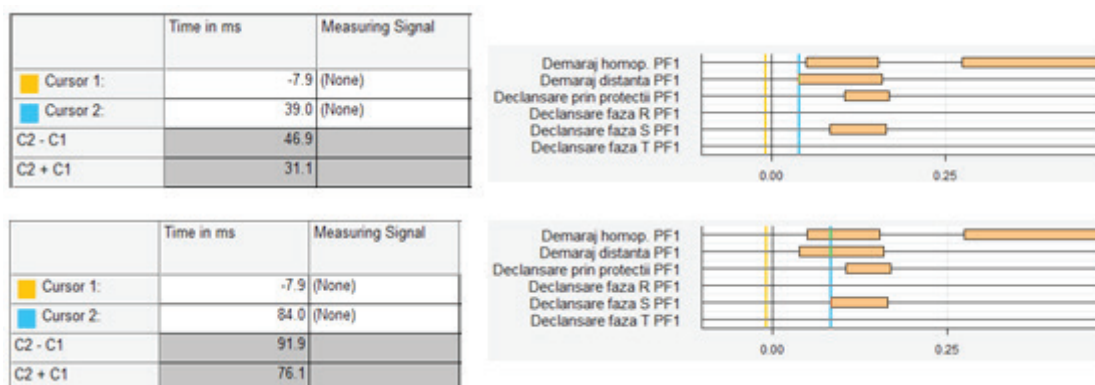 Time in ms Measuring Signal
Cursor 1: -7.9 (None)
Cursor 2: 39.0 (None)
C2 - C1 46.9
C2 + C1 31.1
Demaraj homop. PF1
Demaraj distanta PF1
Declansare prin protectii PF1
Declansare faza R PF1
Declansare faza S PF1
Declansare faza T PF1
0.00 0.25
Time in ms Measuring Signal
Cursor 1: -7.9 (None)
Cursor 2: 84.0 (None)
C2 - C1 91.9
C2 + C1 76.1
Demaraj homop. PF1
Demaraj distanta PF1
Declansare prin protectii PF1
Declansare faza R PF1
Declansare faza S PF1
Declansare faza T PF1
0.00 0.25